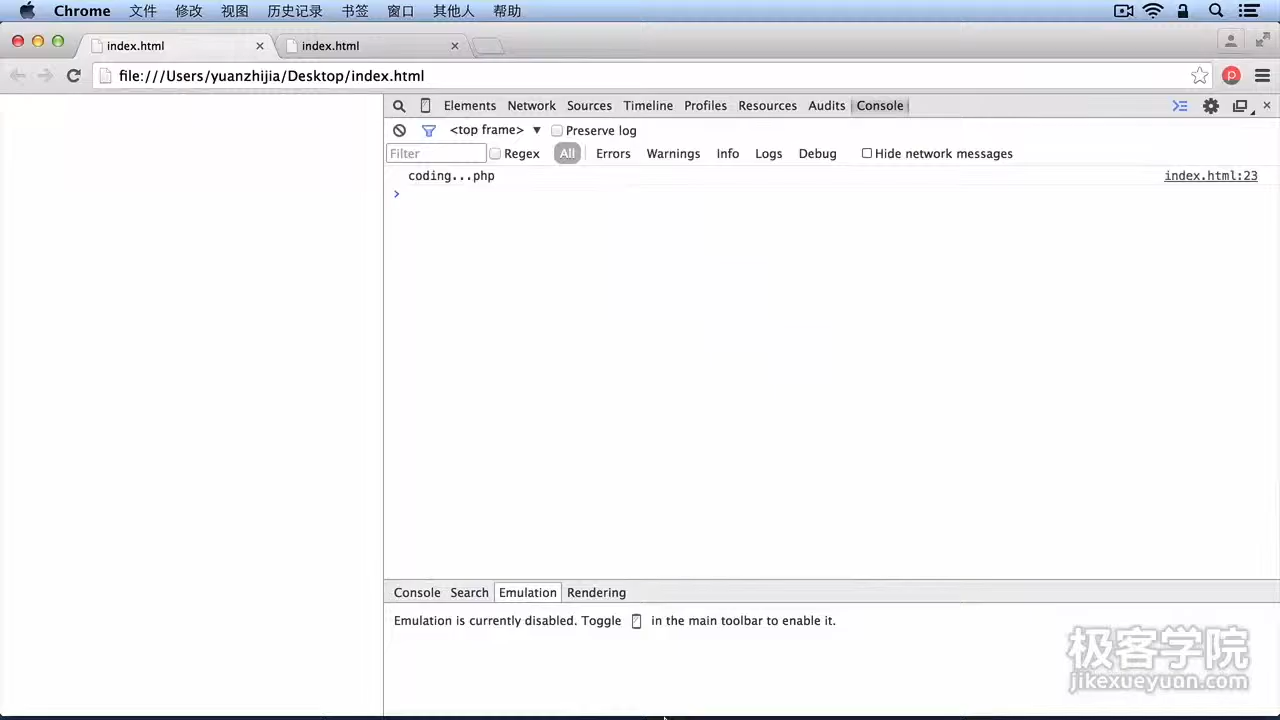 Chrome 文件 修改 视图 历史记录 书签 窗口 其他人 帮助
index.html index.html
file:///Users/yuanzhijia/Desktop/index.html
Elements Network Sources Timeline Profiles Resources Audits Console
<top frame> Preserve log
Filter Regex All Errors Warnings Info Logs Debug Hide network messages
coding...php index.html:23
Console Search Emulation Rendering
Emulation is currently disabled. Toggle in the main toolbar to enable it.
极客学院
jikexueyuan.com